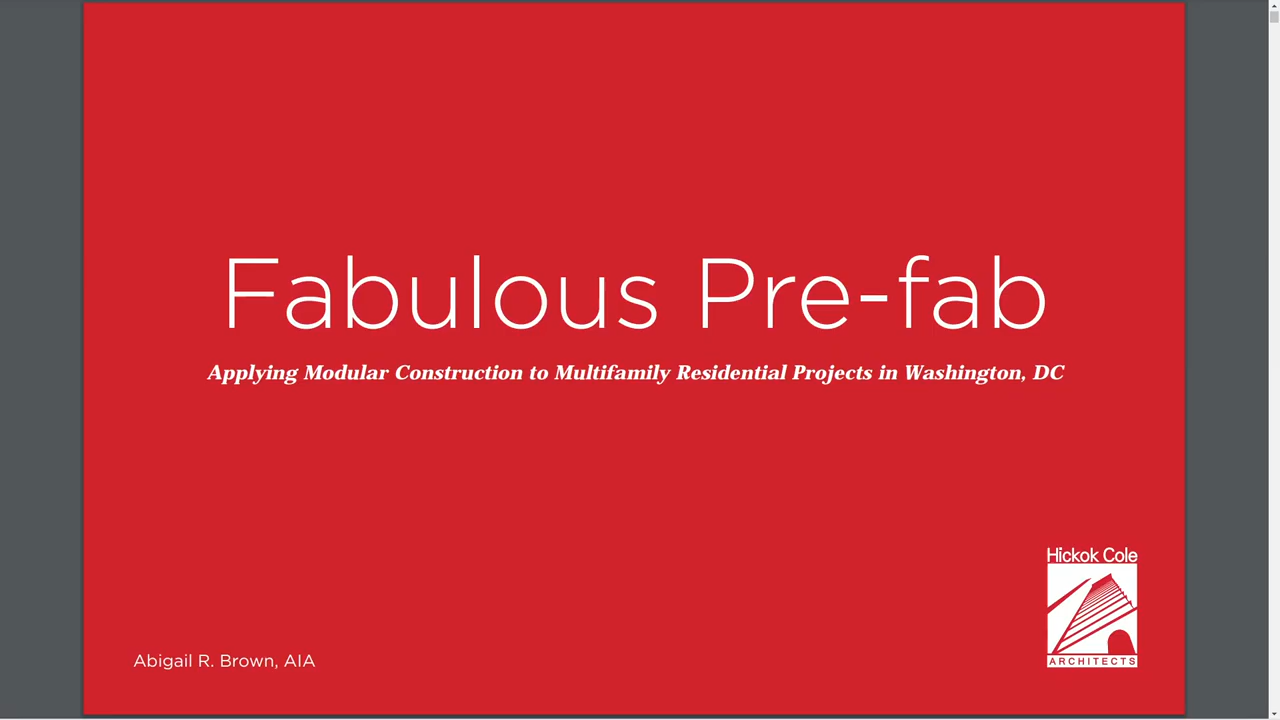 Fabulous Pre-fab
Applying Modular Construction to Multifamily Residential Projects in Washington, DC
Hickok Cole
ARCHITECTS
Abigail R. Brown, AIA